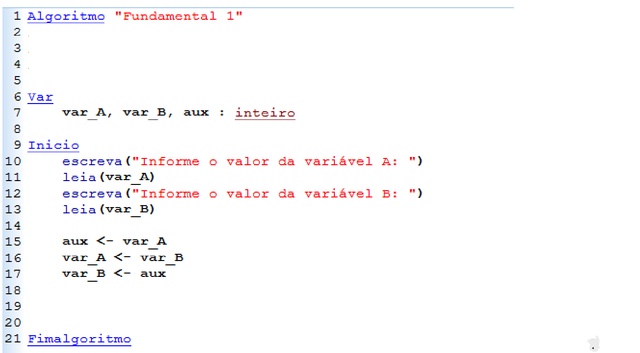 1 Algoritmo "Fundamental 1"
2
3
4
5
6 Var
7 var_A, var_B, aux : inteiro
8
9 Inicio
10 escreva("Informe o valor da variável A: ")
11 leia(var_A)
12 escreva("Informe o valor da variável B: ")
13 leia(var_B)
14
15 aux <- var_A
16 var_A <- var_B
17 var_B <- aux
18
19
20
21 Fimalgoritmo